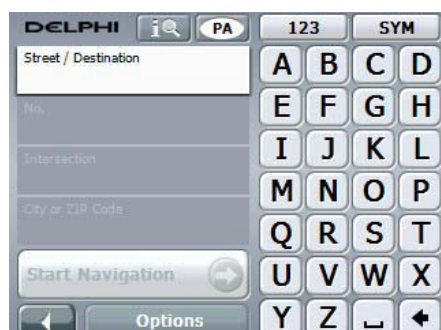 DELPHI i PA 123 SYM
Street / Destination
No.
Intersection
City or ZIP Code
Start Navigation
Options
A B C D
E F G H
I J K L
M N O P
Q R S T
U V W X
Y Z